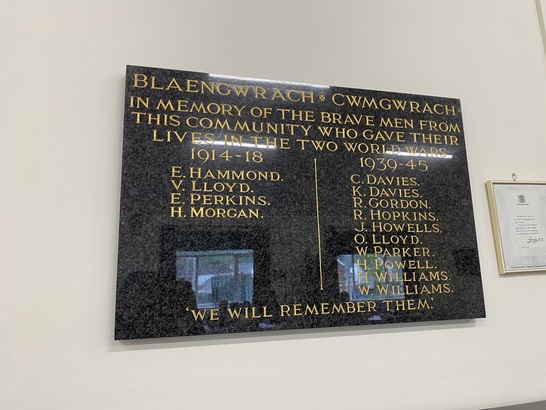 BLAENGWRACH & CWMGWRACH
IN MEMORY OF THE BRAVE MEN FROM
THIS COMMUNITY WHO GAVE THEIR
LIVES IN THE TWO WORLD WARS
1914-18
E. HAMMOND.
V. LLOYD.
E. PERKINS.
H. MORGAN.
1939-45
C. DAVIES.
K. DAVIES.
R. GORDON.
R. HOPKINS.
J. HOWELLS.
O. LLOYD.
W. PARKER.
H. POWELL.
H. WILLIAMS.
W. WILLIAMS.
'WE WILL REMEMBER THEM.'